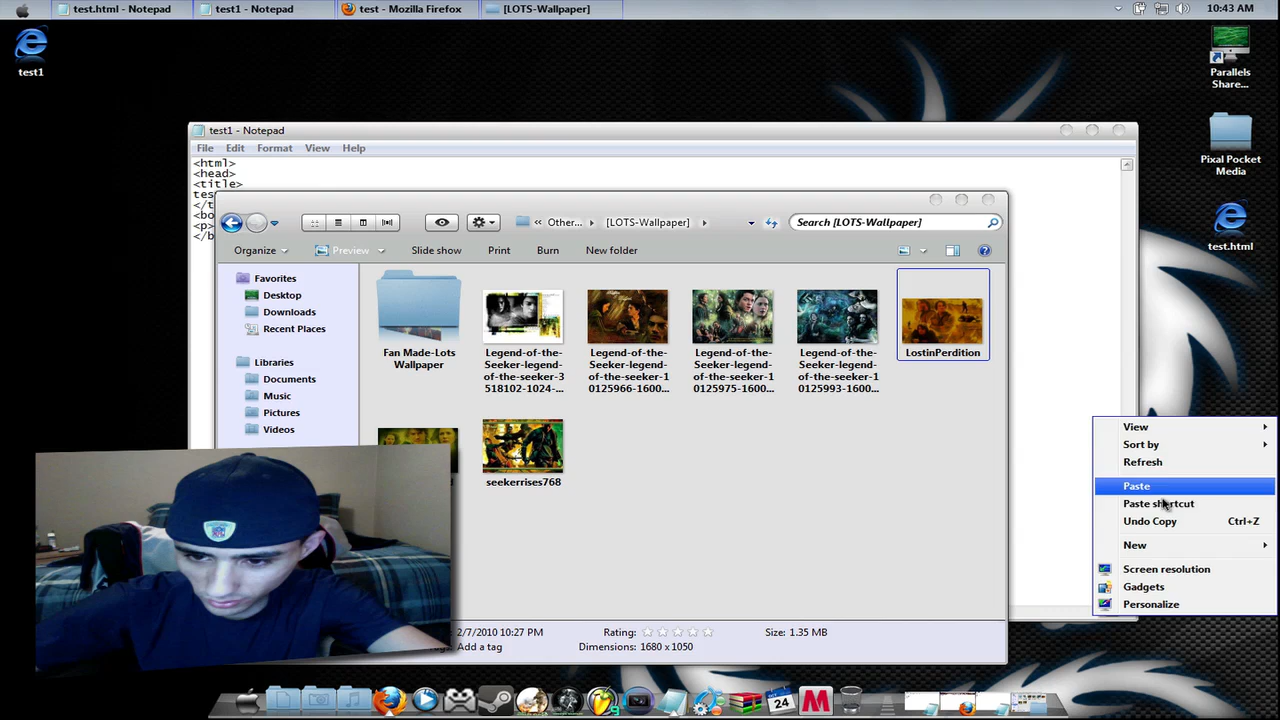 test.html - Notepad
test1 - Notepad
test - Mozilla Firefox
[LOTS-Wallpaper]
10:43 AM
test1
Parallels
Share...
Pixal Pocket
Media
test.html
test1 - Notepad
File Edit Format View Help
<html>
<head>
<title>
tes
</t
<bo
<p>
</b
« Other... [LOTS-Wallpaper]
Search [LOTS-Wallpaper]
Organize Preview Slide show Print Burn New folder
Favorites
Desktop
Downloads
Recent Places
Libraries
Documents
Music
Pictures
Videos
Fan Made-Lots
Wallpaper
Legend-of-the-
Seeker-legend-
of-the-seeker-3
518102-1024-...
Legend-of-the-
Seeker-legend-
of-the-seeker-1
0125966-1600...
Legend-of-the-
Seeker-legend-
of-the-seeker-1
0125975-1600...
Legend-of-the-
Seeker-legend-
of-the-seeker-1
0125993-1600...
LostinPerdition
seekerrises768
2/7/2010 10:27 PM
Rating:
Size: 1.35 MB
Add a tag
Dimensions: 1680 x 1050
View
Sort by
Refresh
Paste
Paste shortcut
Undo Copy Ctrl+Z
New
Screen resolution
Gadgets
Personalize
NFL
24